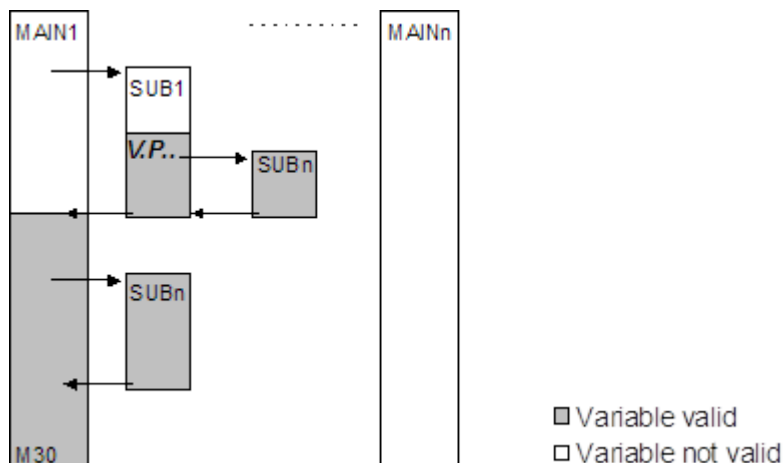 MAIN1
MAINn
SUB1
V.P..
SUBn
SUBn
M30
Variable valid
Variable not valid